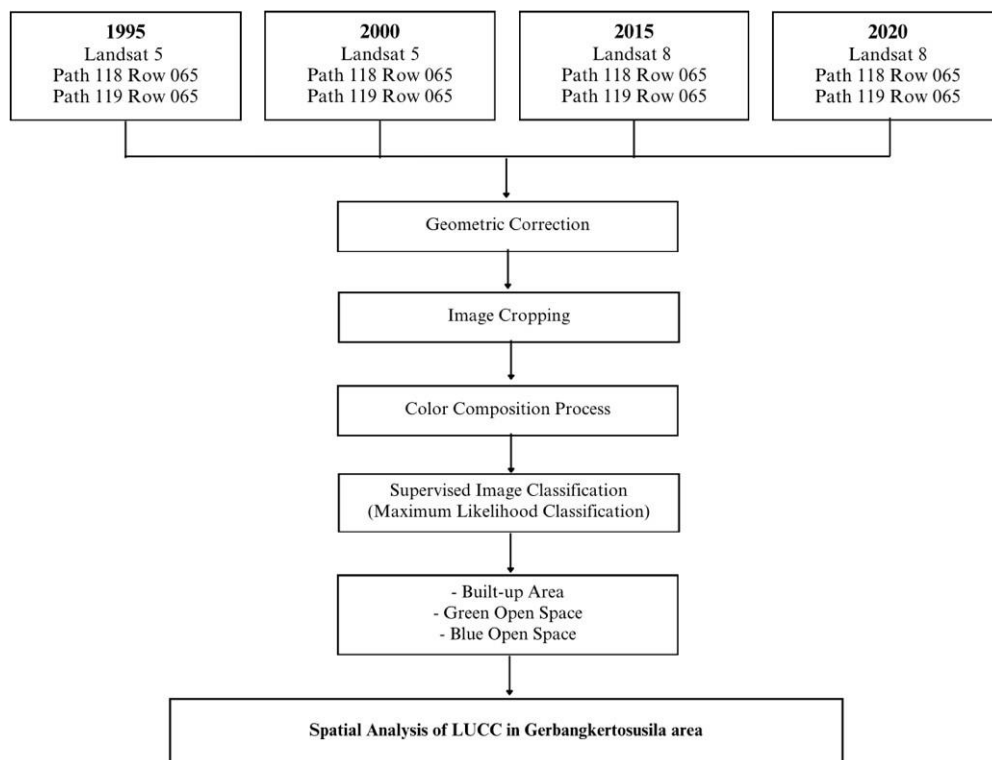 1995
Landsat 5
Path 118 Row 065
Path 119 Row 065
2000
Landsat 5
Path 118 Row 065
Path 119 Row 065
2015
Landsat 8
Path 118 Row 065
Path 119 Row 065
2020
Landsat 8
Path 118 Row 065
Path 119 Row 065
Geometric Correction
Image Cropping
Color Composition Process
Supervised Image Classification
(Maximum Likelihood Classification)
- Built-up Area
- Green Open Space
- Blue Open Space
Spatial Analysis of LUCC in Gerbangkertosusila area